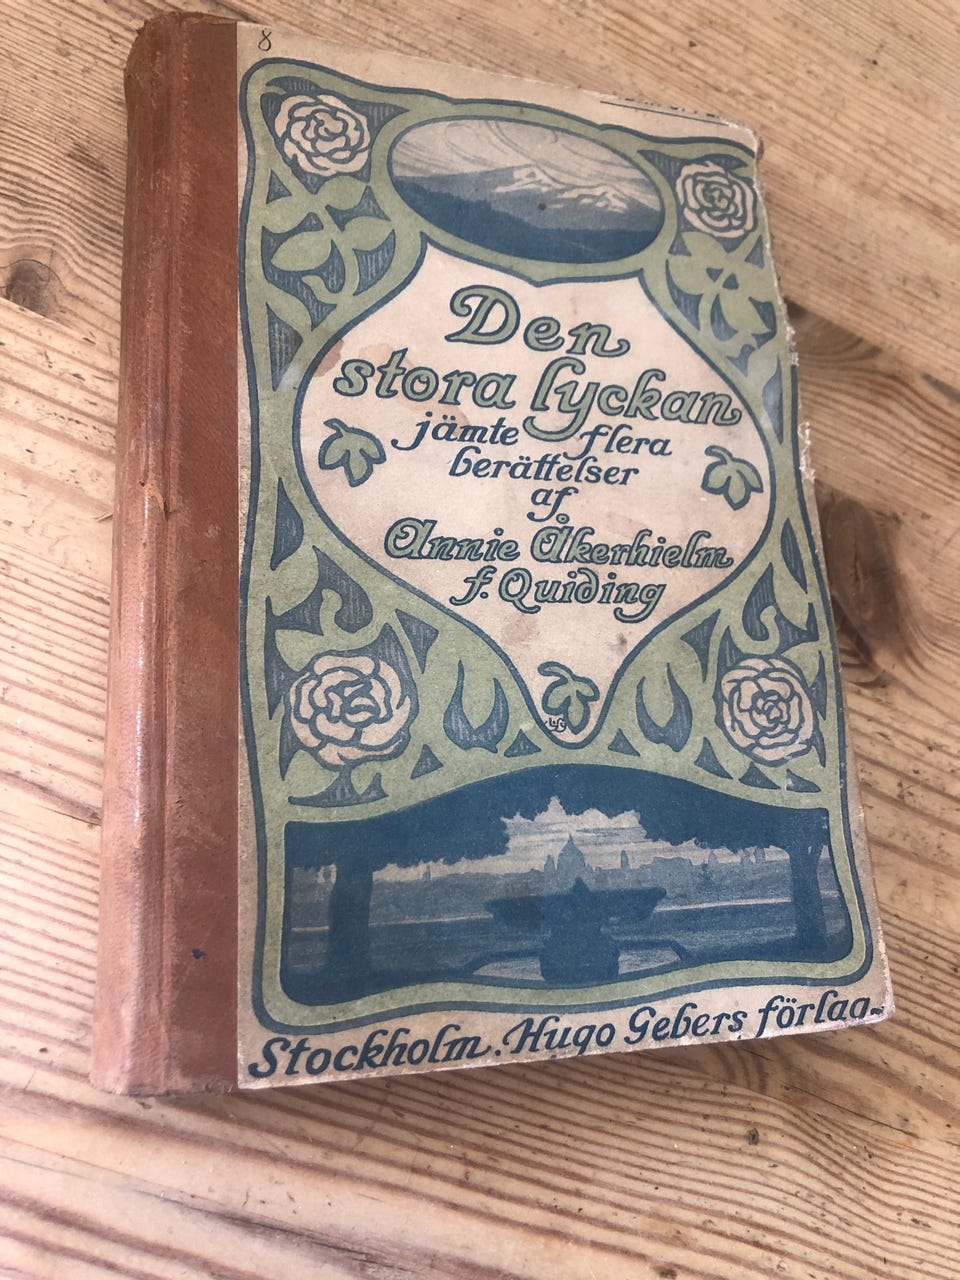 8
Den
stora lyckan
jämte flera
berättelser
af
Annie Åkerhielm
f. Quiding
Stockholm. Hugo Gebers förlag